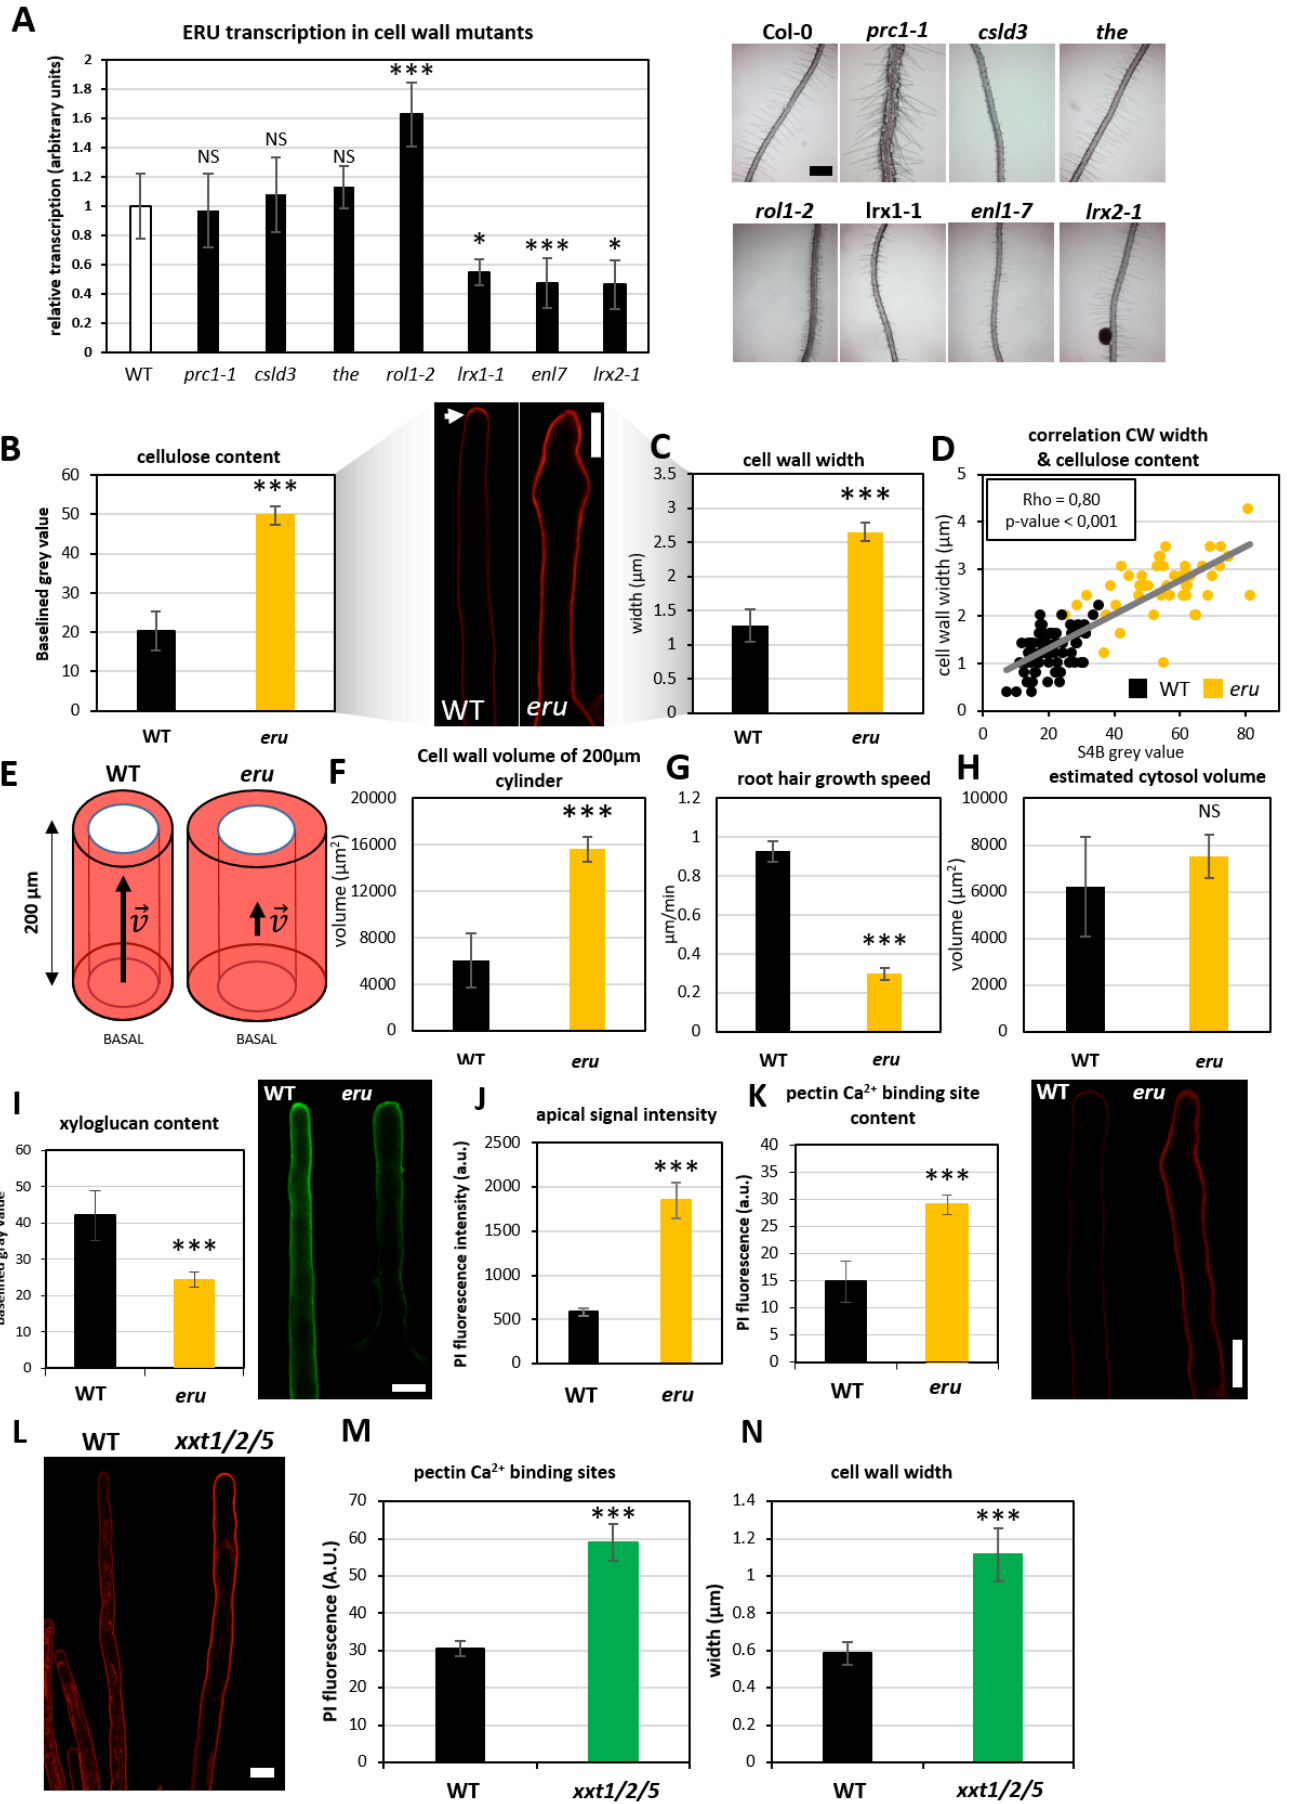 A
ERU transcription in cell wall mutants
relative transcription (arbitrary units)
2
1.8
1.6
1.4
1.2
1
0.8
0.6
0.4
0.2
0
NS
NS
NS
***
*
***
*
WT prc1-1 csld3 the rol1-2 lrx1-1 enl7 lrx2-1
Col-0 prc1-1 csld3 the
rol1-2 lrx1-1 enl1-7 lrx2-1
B
cellulose content
Baselined grey value
60
50
40
30
20
10
0
***
WT eru
WT eru
C
cell wall width
width (µm)
3.5
3
2.5
2
1.5
1
0.5
0
***
WT eru
D
correlation CW width
& cellulose content
cell wall width (µm)
5
4
3
2
1
0
Rho = 0,80
p-value < 0,001
WT eru
0 20 40 60 80
S4B grey value
E
WT eru
200 µm
v v
BASAL BASAL
F
Cell wall volume of 200µm
cylinder
volume (µm²)
20000
16000
12000
8000
4000
0
***
WT eru
G
root hair growth speed
µm/min
1.2
1
0.8
0.6
0.4
0.2
0
***
WT eru
H
estimated cytosol volume
volume (µm²)
10000
8000
6000
4000
2000
0
NS
WT eru
I
xyloglucan content
baselined gray value
60
50
40
30
20
10
0
***
WT eru
WT eru
J
apical signal intensity
PI fluorescence intensity (a.u.)
2500
2000
1500
1000
500
0
***
WT eru
K
pectin Ca²⁺ binding site
content
PI fluorescence (a.u.)
40
35
30
25
20
15
10
5
0
***
WT eru
WT eru
L
WT xxt1/2/5
M
pectin Ca²⁺ binding sites
PI fluorescence (A.U.)
70
60
50
40
30
20
10
0
***
WT xxt1/2/5
N
cell wall width
width (µm)
1.4
1.2
1
0.8
0.6
0.4
0.2
0
***
WT xxt1/2/5